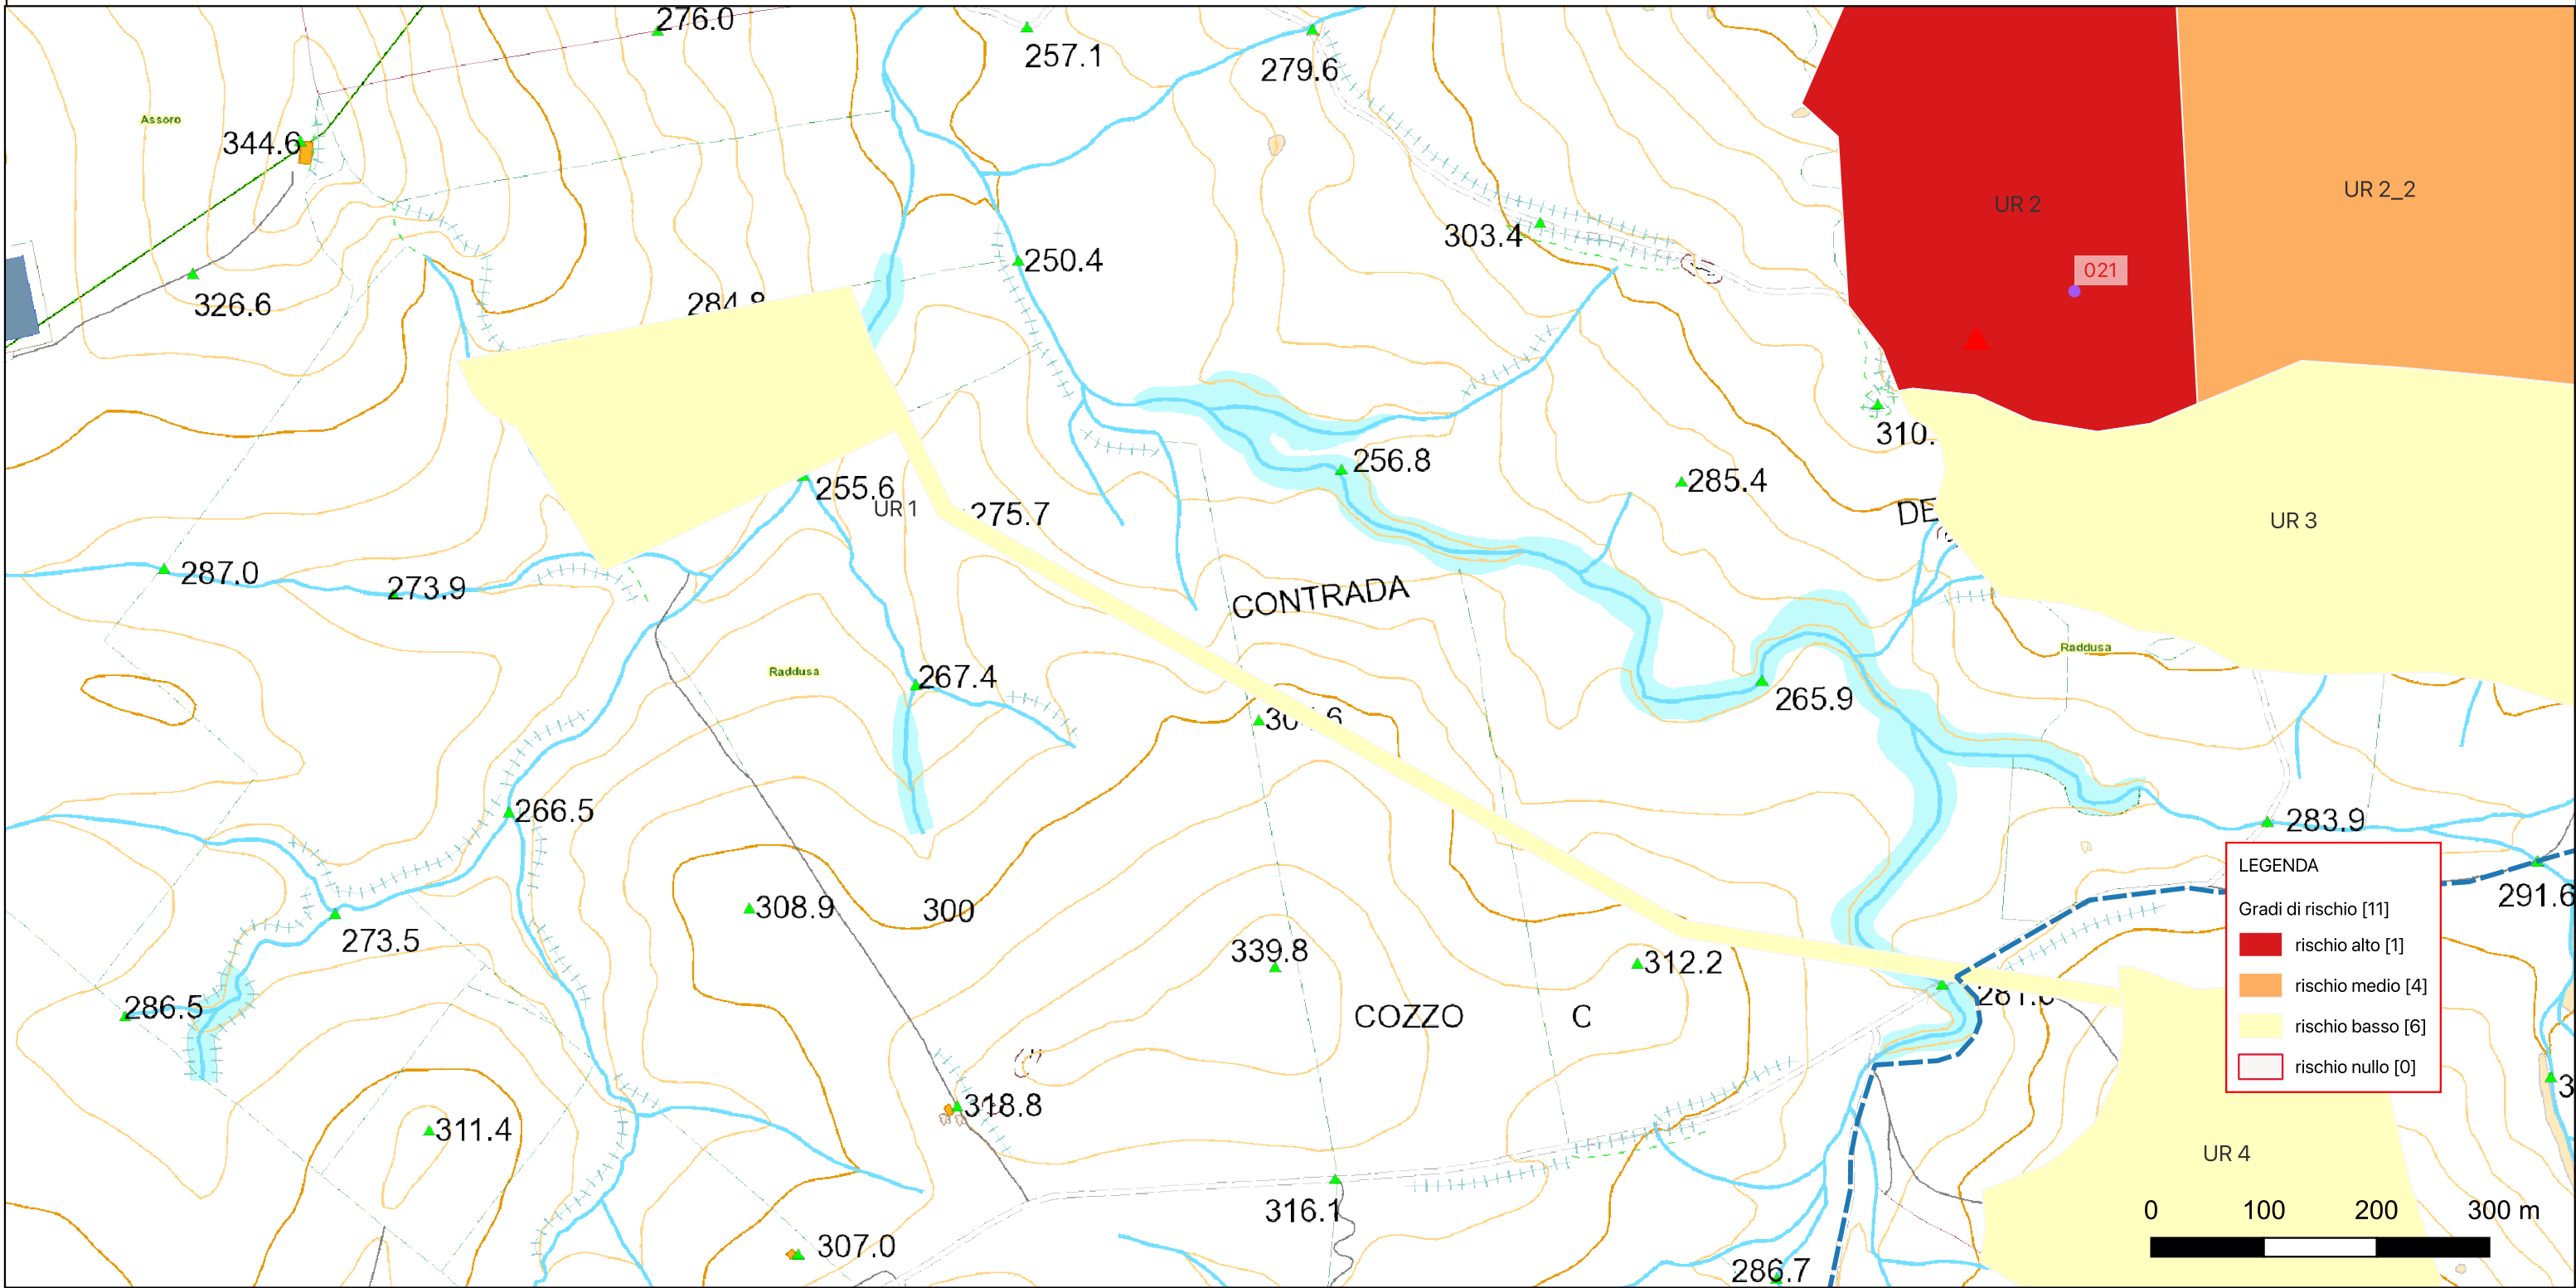 276.0
257.1
279.6
Assoro
344.6
UR 2_2
UR 2
303.4
250.4
021
326.6
284.8
310.
256.8
285.4
255.6
UR 1
275.7
DE
UR 3
287.0
273.9
CONTRADA
Raddusa
Raddusa
267.4
265.9
266.5
283.9
LEGENDA
291.6
308.9
300
Gradi di rischio [11]
273.5
339.8
rischio alto [1]
312.2
rischio medio [4]
286.5
COZZO C
rischio basso [6]
rischio nullo [0]
3
318.8
311.4
UR 4
316.1
0 100 200 300 m
307.0
286.7